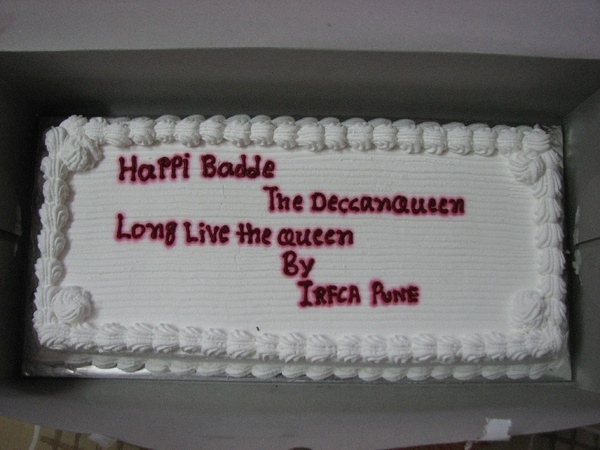 Happi Badde
The DeccanQueen
Long Live the queen
By
IRFCA PUNE